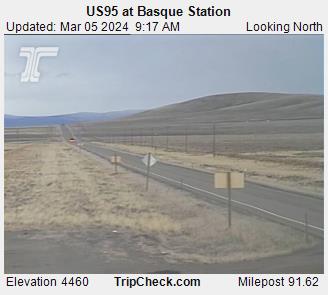 US95 at Basque Station
Updated: Mar 05 2024 9:17 AM Looking North
Elevation 4460 TripCheck.com Milepost 91.62